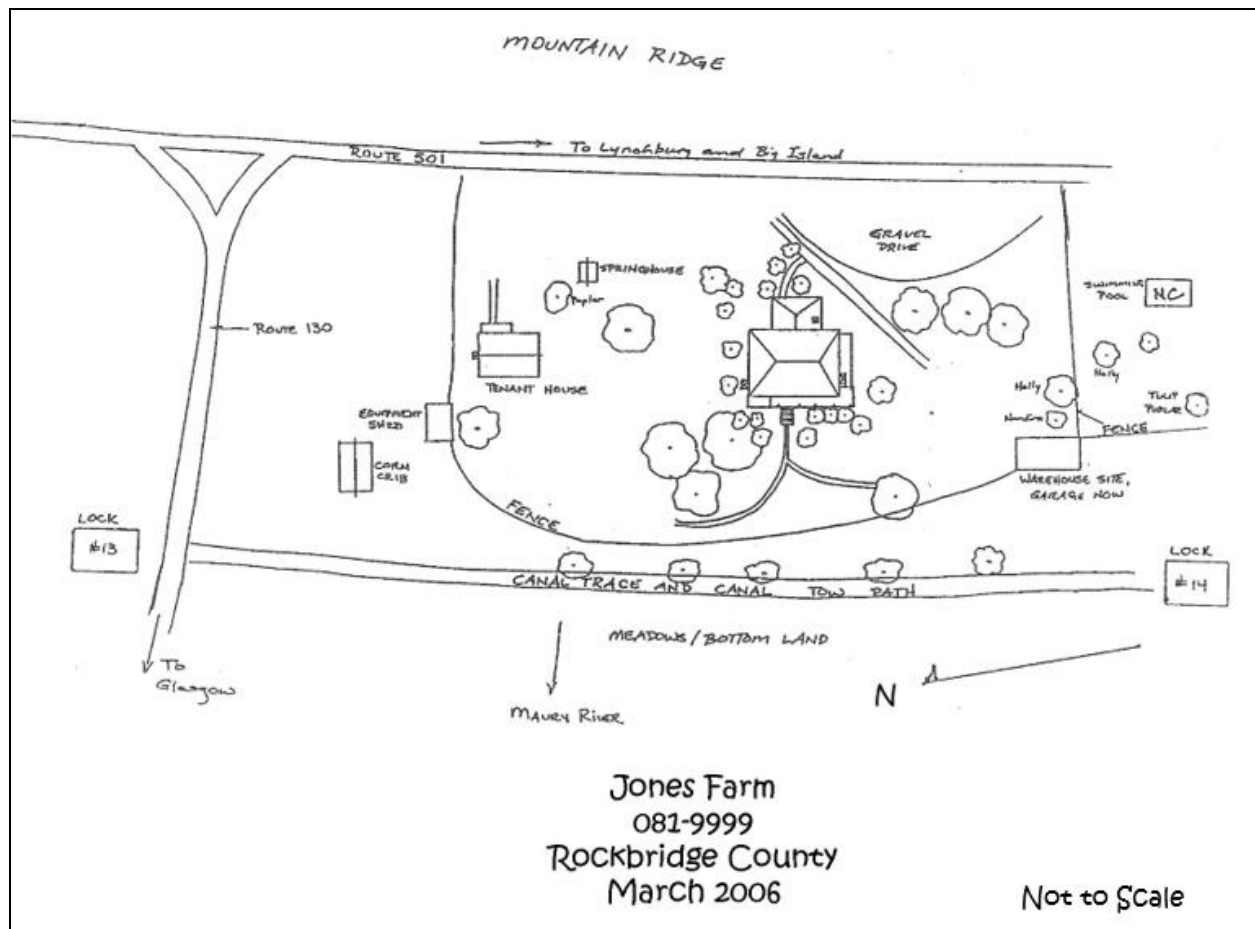 MOUNTAIN RIDGE
To Lynchburg and Big Island
ROUTE 501
GRAVEL
DRIVE
SPRINGHOUSE
Poplar
SWIMMING
POOL
NC
ROUTE 130
TENANT HOUSE
Holly
Holly
TULIP
POPLAR
EQUIPMENT
SHED
Nandina
FENCE
CORN
CRIB
WAREHOUSE SITE,
GARAGE NOW
FENCE
LOCK
#13
LOCK
#14
CANAL TRACE AND CANAL TOW PATH
MEADOWS/BOTTOM LAND
To
Glasgow
N
MAURY RIVER
Jones Farm
081-9999
Rockbridge County
March 2006
Not to Scale